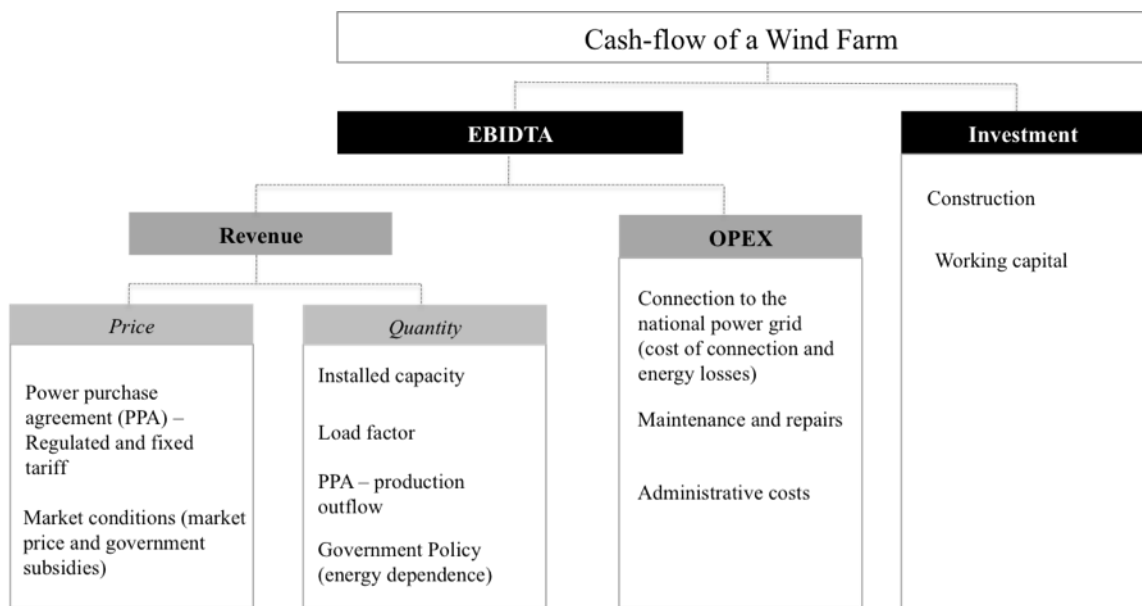 Cash-flow of a Wind Farm
EBIDTA
Investment
Construction
Working capital
Revenue
OPEX
Connection to the
national power grid
(cost of connection and
energy losses)
Maintenance and repairs
Administrative costs
Price
Power purchase
agreement (PPA) –
Regulated and fixed
tariff
Market conditions (market
price and government
subsidies)
Quantity
Installed capacity
Load factor
PPA – production
outflow
Government Policy
(energy dependence)